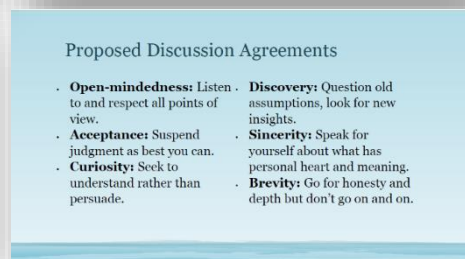 Proposed Discussion Agreements
• Open-mindedness: Listen
to and respect all points of
view.
• Acceptance: Suspend
judgment as best you can.
• Curiosity: Seek to
understand rather than
persuade.
• Discovery: Question old
assumptions, look for new
insights.
• Sincerity: Speak for
yourself about what has
personal heart and meaning.
• Brevity: Go for honesty and
depth but don't go on and on.